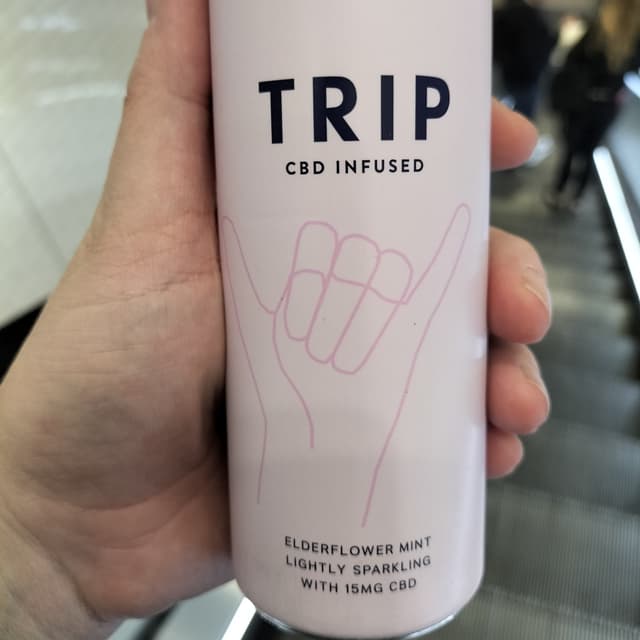 TRIP
CBD INFUSED
ELDERFLOWER MINT
LIGHTLY SPARKLING
WITH 15MG CBD